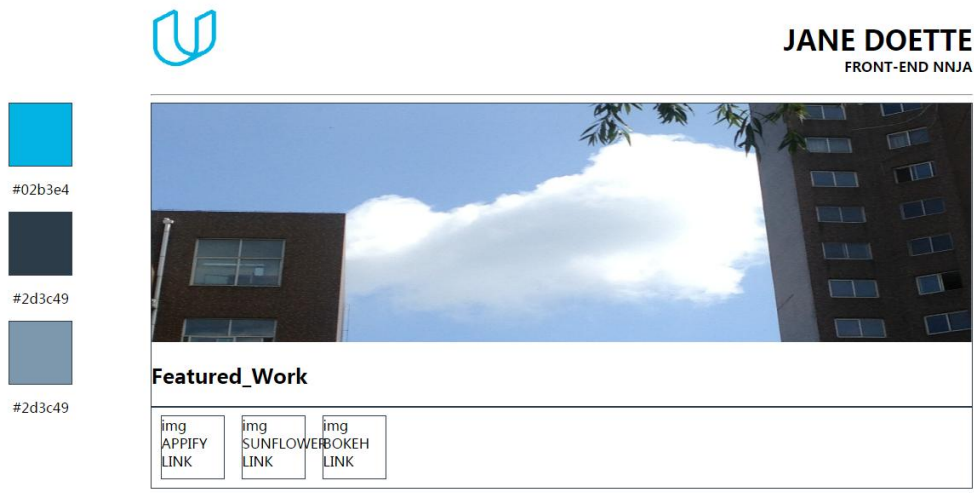 JANE DOETTE
FRONT-END NNJA
#02b3e4
#2d3c49
#2d3c49
Featured_Work
img
APPIFY
LINK
img
SUNFLOWER
LINK
img
BOKEH
LINK